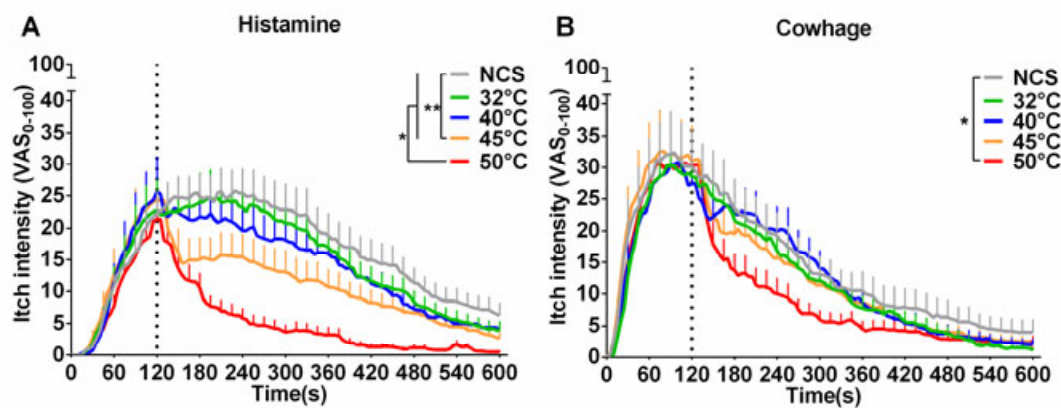 A
Histamine
Itch intensity (VAS0-100)
100
40
35
30
25
20
15
10
5
0
0 60 120 180 240 300 360 420 480 540 600
Time(s)
NCS
32°C
40°C
45°C
50°C
*
**
B
Cowhage
Itch intensity (VAS0-100)
100
40
35
30
25
20
15
10
5
0
0 60 120 180 240 300 360 420 480 540 600
Time(s)
NCS
32°C
40°C
45°C
50°C
*